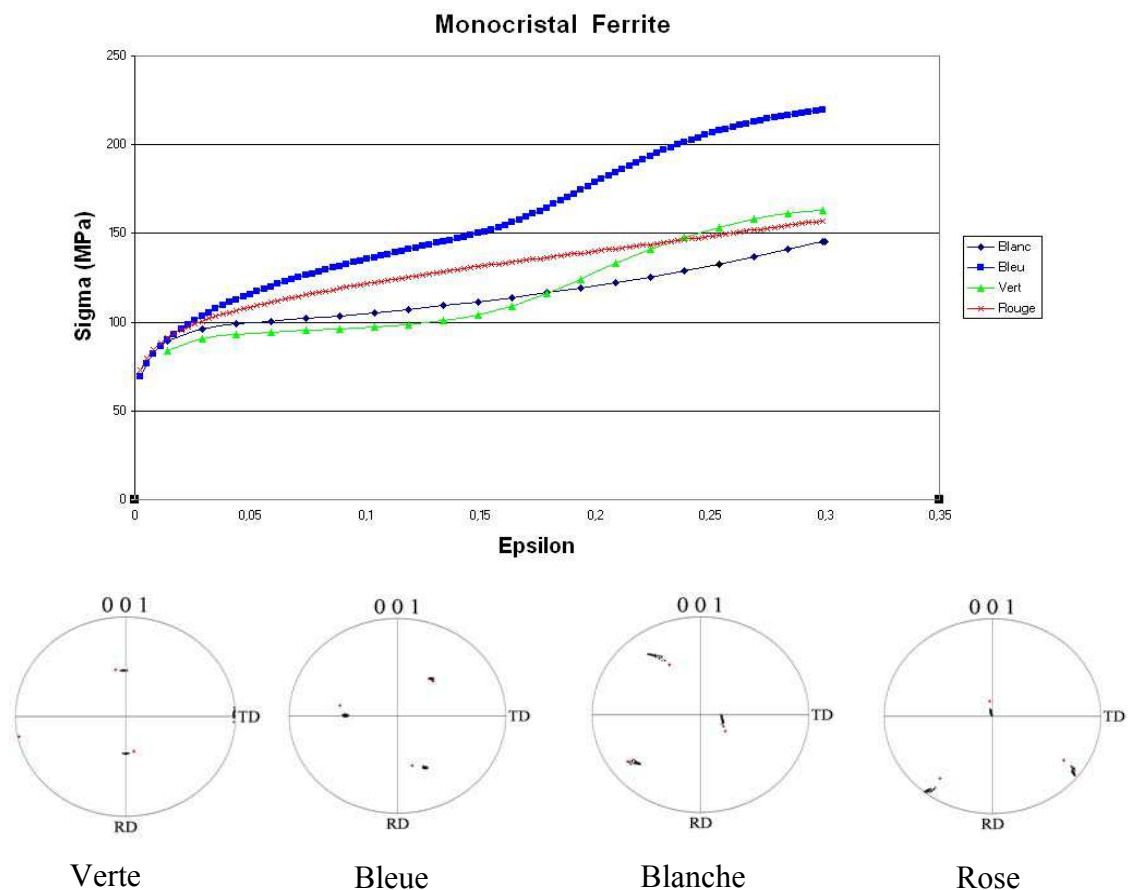 Monocristal Ferrite
250
200
150
100
50
0
Sigma (MPa)
0 0,05 0,1 0,15 0,2 0,25 0,3 0,35
Epsilon
Blanc
Bleu
Vert
Rouge
0 0 1
TD
RD
0 0 1
TD
RD
0 0 1
TD
RD
0 0 1
TD
RD
Verte
Bleue
Blanche
Rose